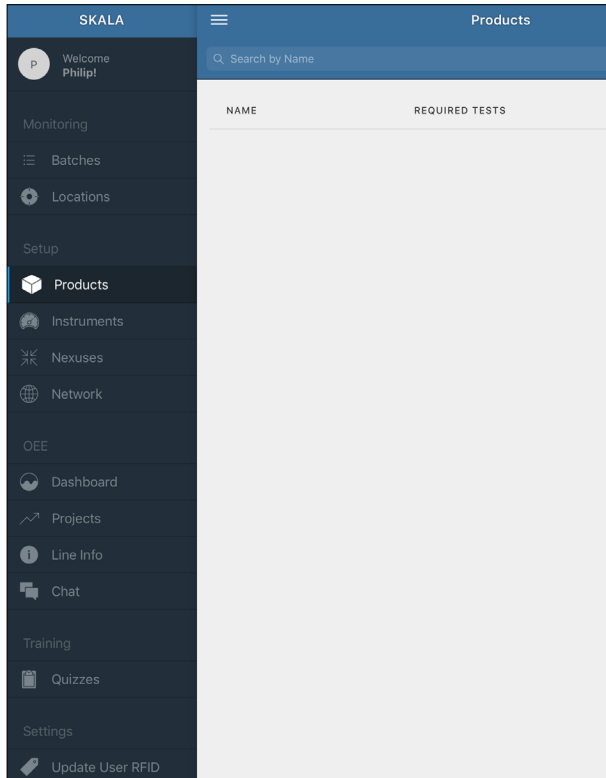 SKALA
P
Welcome
Philip!
Monitoring
Batches
Locations
Setup
Products
Instruments
Nexuses
Network
OEE
Dashboard
Projects
Line Info
Chat
Training
Quizzes
Settings
Update User RFID
Products
Search by Name
NAME REQUIRED TESTS